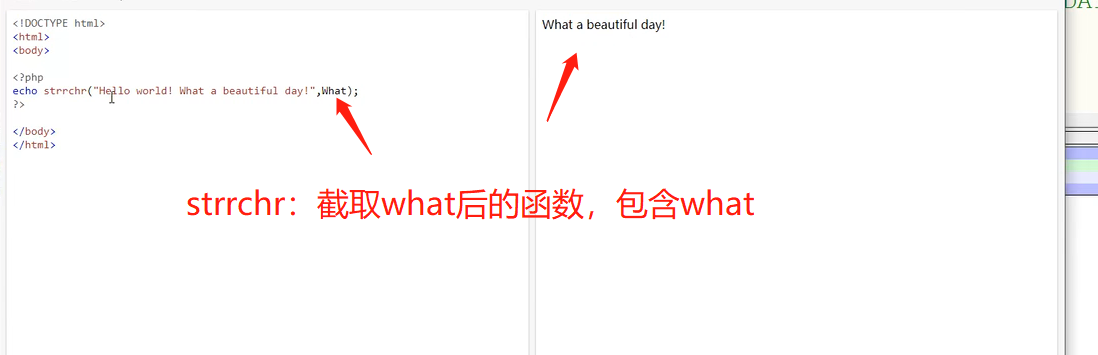 <!DOCTYPE html>
<html>
<body>
<?php
echo strrchr("Hello world! What a beautiful day!",What);
?>
</body>
</html>
What a beautiful day!
strrchr：截取what后的函数，包含what